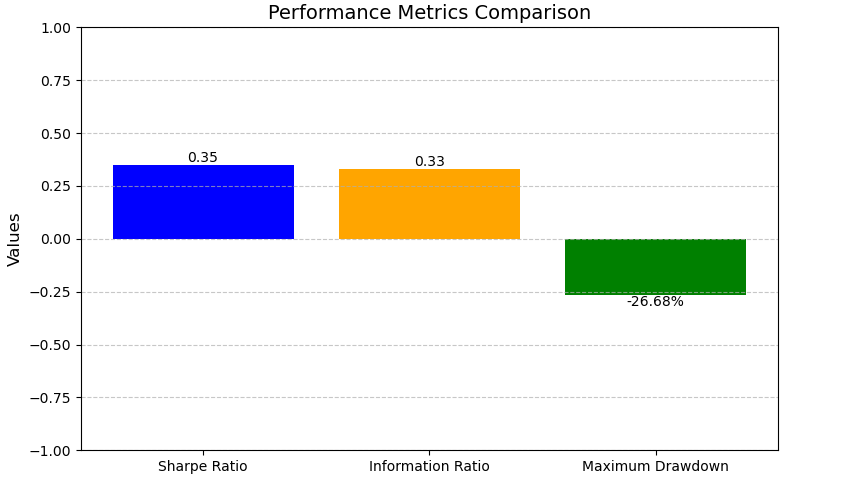 Performance Metrics Comparison
Values
1.00
0.75
0.50
0.25
0.00
−0.25
−0.50
−0.75
−1.00
0.35
0.33
-26.68%
Sharpe Ratio
Information Ratio
Maximum Drawdown